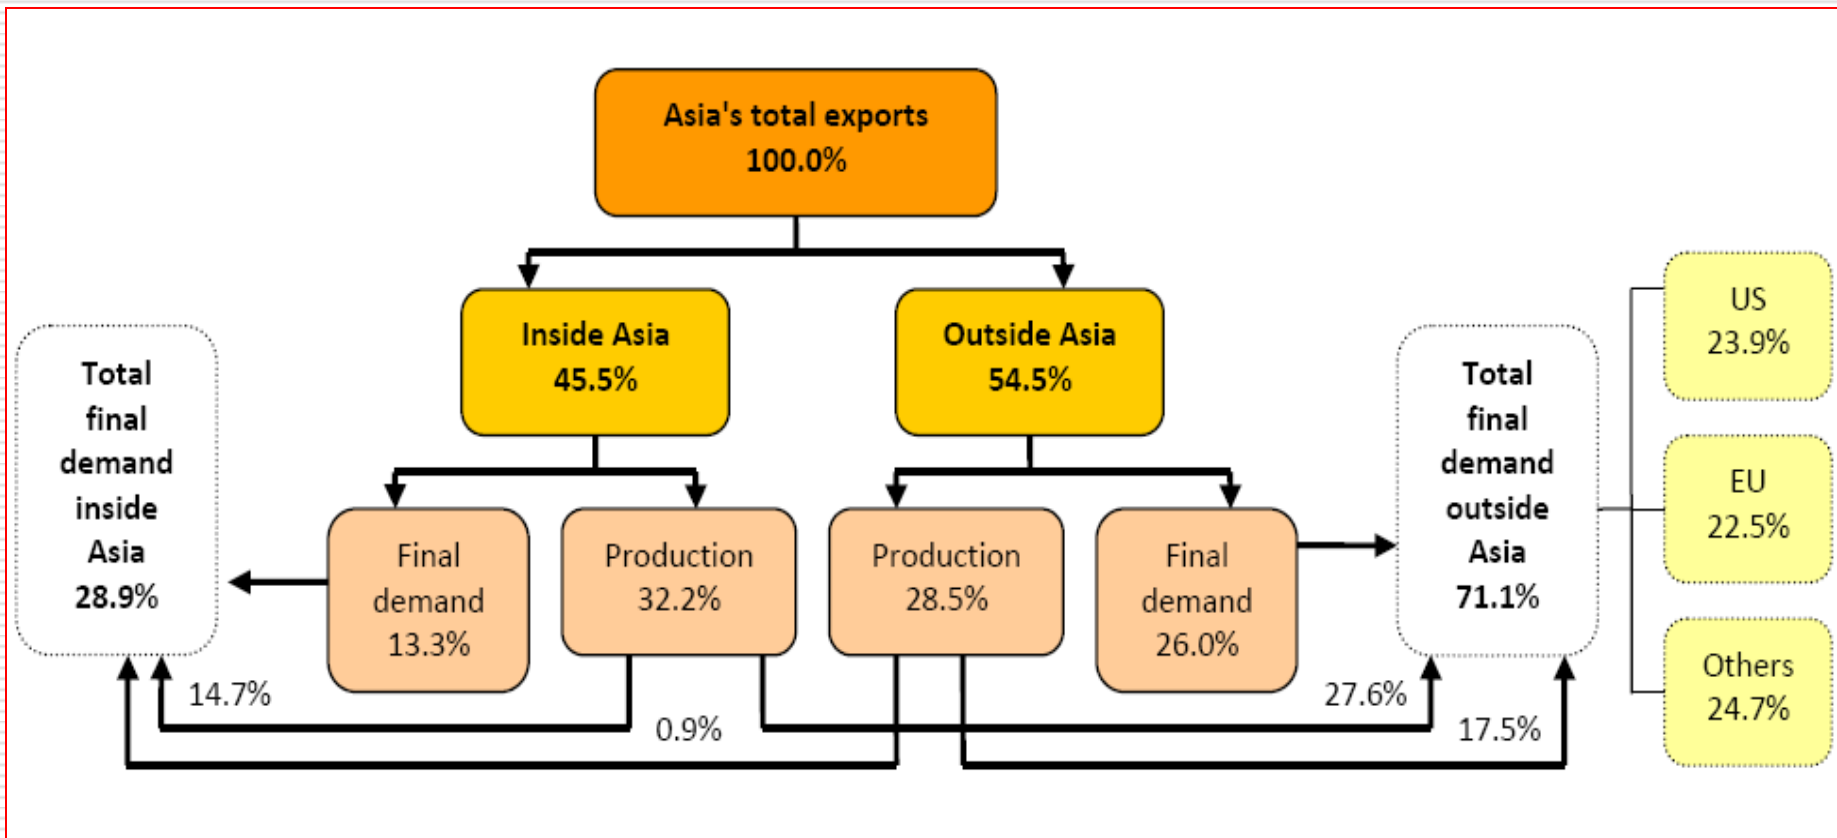 Asia's total exports
100.0%
Inside Asia
45.5%
Outside Asia
54.5%
Total
final
demand
inside
Asia
28.9%
Final
demand
13.3%
Production
32.2%
Production
28.5%
Final
demand
26.0%
Total
final
demand
outside
Asia
71.1%
US
23.9%
EU
22.5%
Others
24.7%
14.7%
0.9%
27.6%
17.5%